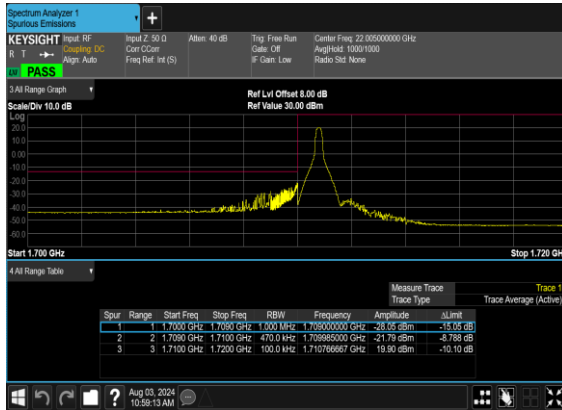 Spectrum Analyzer 1
Spurious Emissions
+
KEYSIGHT Input: RF Input Z: 50 Ω Atten: 40 dB Trig: Free Run Center Freq: 22.005000000 GHz
R T Coupling: DC Corr CCorr Gate: Off Avg|Hold: 1000/1000
Align: Auto Freq Ref: Int (S) IF Gain: Low Radio Std: None
PASS
3 All Range Graph
Ref Lvl Offset 8.00 dB
Scale/Div 10.0 dB Ref Value 30.00 dBm
Log
20.0
10.0
0.00
-10.0
-20.0
-30.0
-40.0
-50.0
-60.0
Start 1.700 GHz Stop 1.720 GH
4 All Range Table
Measure Trace Trace 1
Trace Type Trace Average (Active)
Spur Range Start Freq Stop Freq RBW Frequency Amplitude ΔLimit
1 1 1.7000 GHz 1.7090 GHz 1.000 MHz 1.709000000 GHz -28.05 dBm -15.05 dB
2 2 1.7090 GHz 1.7100 GHz 470.0 kHz 1.709985000 GHz -21.79 dBm -8.788 dB
3 3 1.7100 GHz 1.7200 GHz 100.0 kHz 1.710766667 GHz 19.90 dBm -10.10 dB
?
Aug 03, 2024
10:59:13 AM